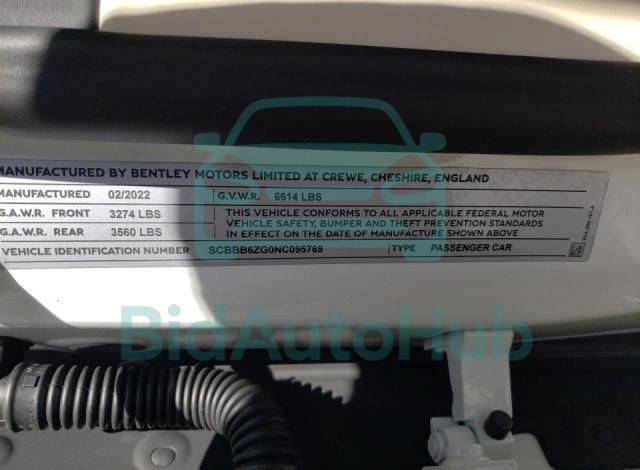 MANUFACTURED BY BENTLEY MOTORS LIMITED AT CREWE, CHESHIRE, ENGLAND
MANUFACTURED 02/2022 G.V.W.R. 6614 LBS
G.A.W.R. FRONT 3274 LBS
G.A.W.R. REAR 3560 LBS
THIS VEHICLE CONFORMS TO ALL APPLICABLE FEDERAL MOTOR
VEHICLE SAFETY, BUMPER AND THEFT PREVENTION STANDARDS
IN EFFECT ON THE DATE OF MANUFACTURE SHOWN ABOVE
VEHICLE IDENTIFICATION NUMBER SCBBB6ZG0NC095769 TYPE PASSENGER CAR
BidAutoHub